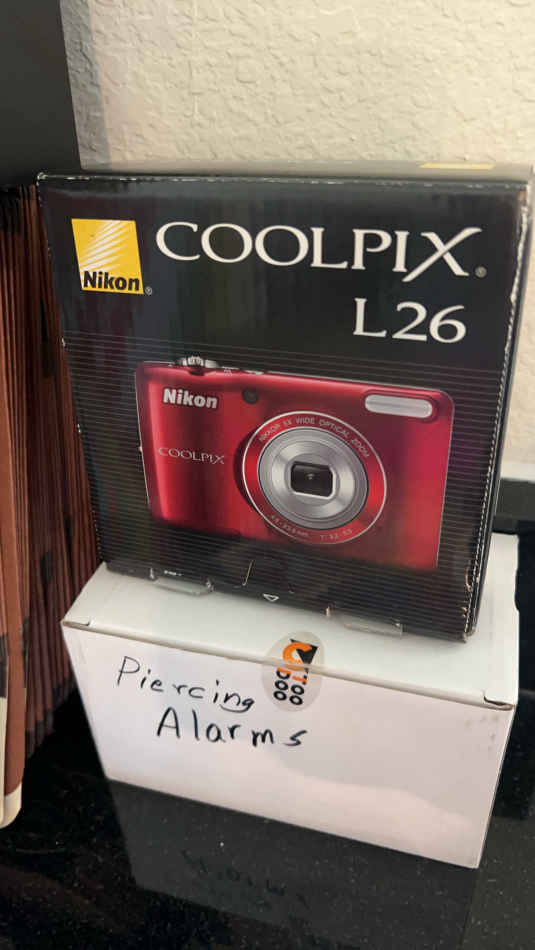 Nikon®
COOLPIX®
L26
Nikon
NIKKOR 5X WIDE OPTICAL ZOOM
COOLPIX
Piercing
Alarms